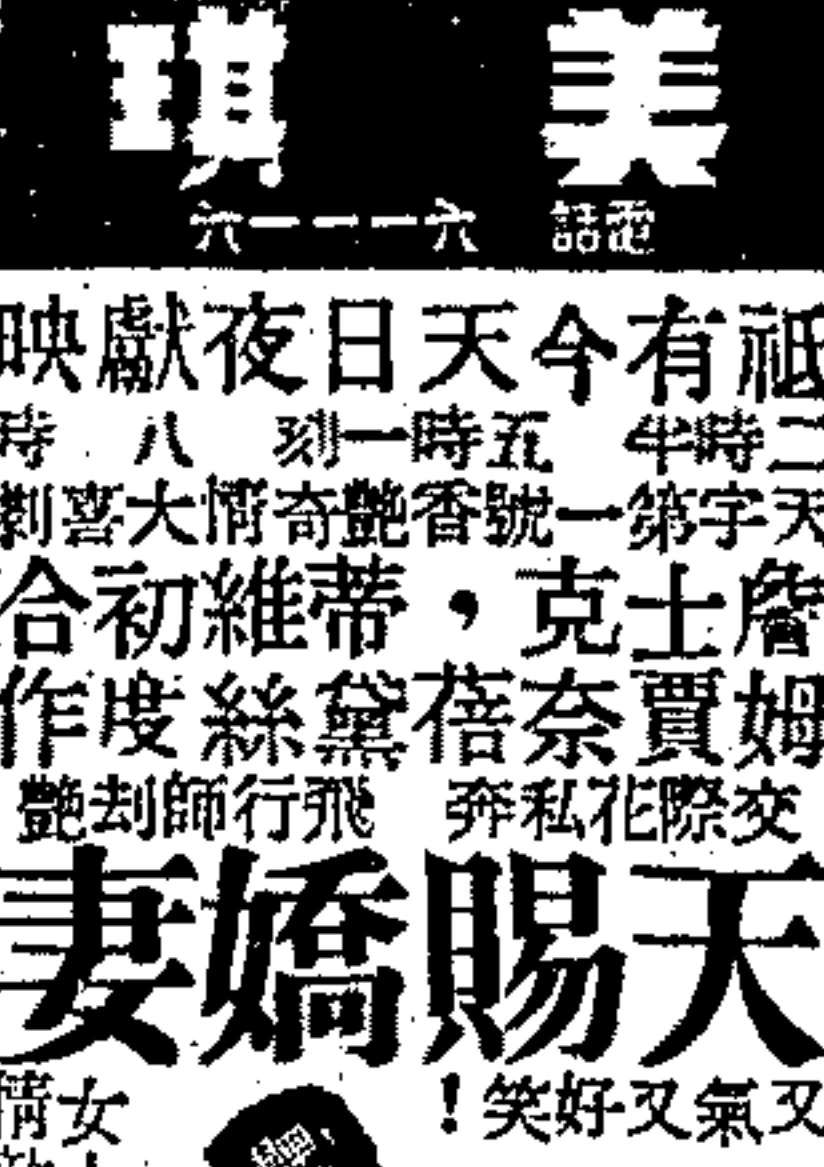 美琪
電話 六一一一六
祗有今天日夜獻映
二時半 五時一刻 八時
天字第一號香艷奇情大喜劇
詹士克，蒂維初合
姆賈奈蓓黛絲度作
交際花私奔 飛行師刦艷
天賜嬌妻
又氣又好笑！
女